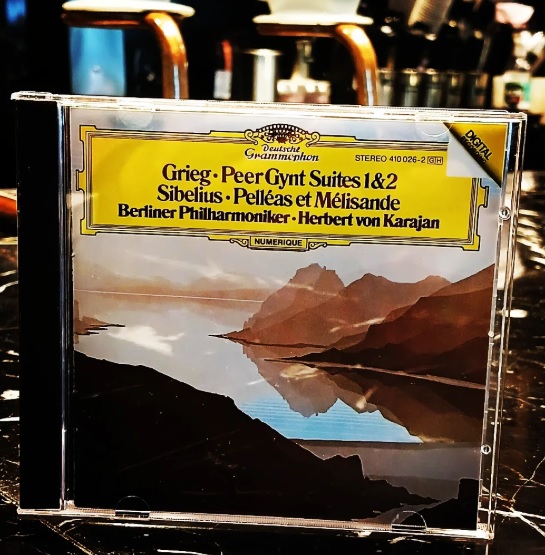 DIGITAL
Deutsche
Grammophon
STEREO 410 026-2 GH
Grieg · Peer Gynt Suites 1&2
Sibelius · Pelléas et Mélisande
Berliner Philharmoniker · Herbert von Karajan
NUMERIQUE